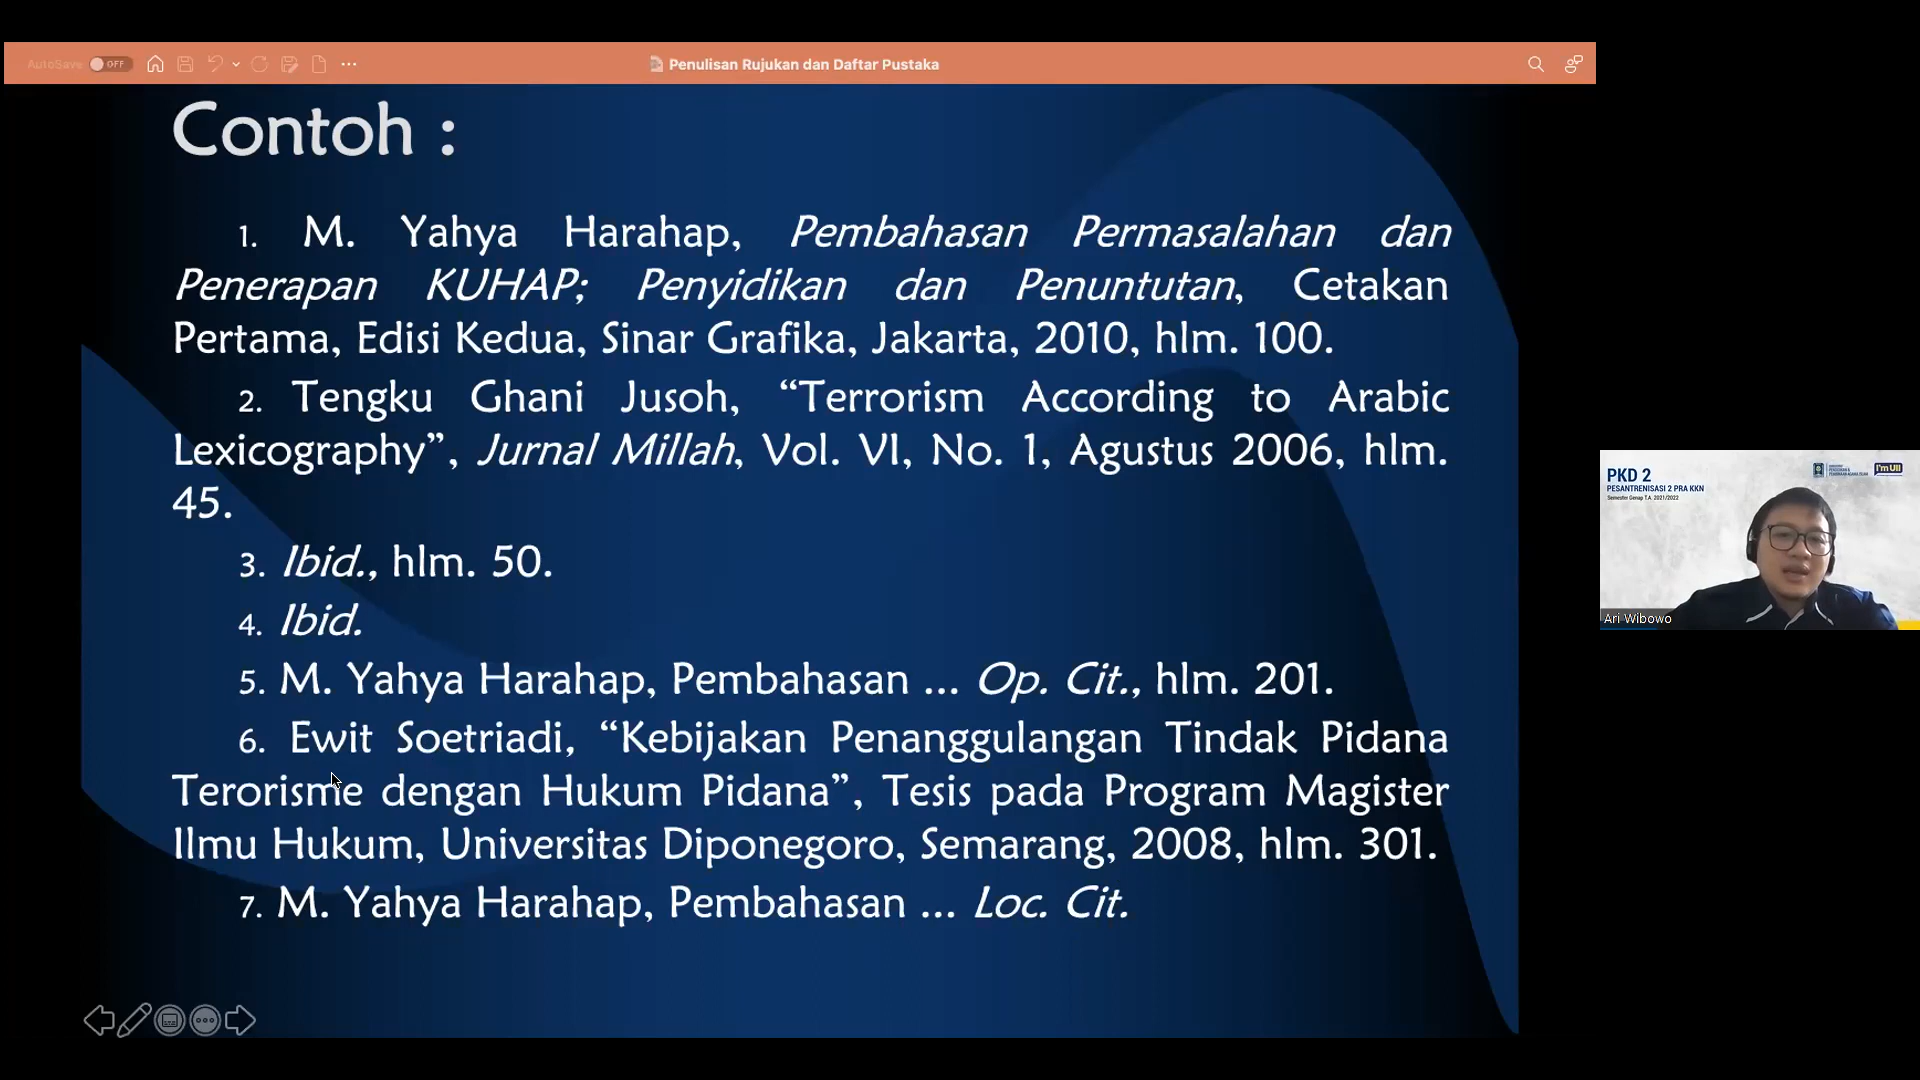 AutoSave OFF
Penulisan Rujukan dan Daftar Pustaka
Contoh :
1. M. Yahya Harahap, Pembahasan Permasalahan dan
Penerapan KUHAP; Penyidikan dan Penuntutan, Cetakan
Pertama, Edisi Kedua, Sinar Grafika, Jakarta, 2010, hlm. 100.
2. Tengku Ghani Jusoh, “Terrorism According to Arabic
Lexicography”, Jurnal Millah, Vol. VI, No. 1, Agustus 2006, hlm.
45.
3. Ibid., hlm. 50.
4. Ibid.
5. M. Yahya Harahap, Pembahasan ... Op. Cit., hlm. 201.
6. Ewit Soetriadi, “Kebijakan Penanggulangan Tindak Pidana
Terorisme dengan Hukum Pidana”, Tesis pada Program Magister
Ilmu Hukum, Universitas Diponegoro, Semarang, 2008, hlm. 301.
7. M. Yahya Harahap, Pembahasan ... Loc. Cit.
PKD 2
PESANTRENISASI 2 PRA KKN
Semester Genap T.A. 2021/2022
I'm UII
Ari Wibowo